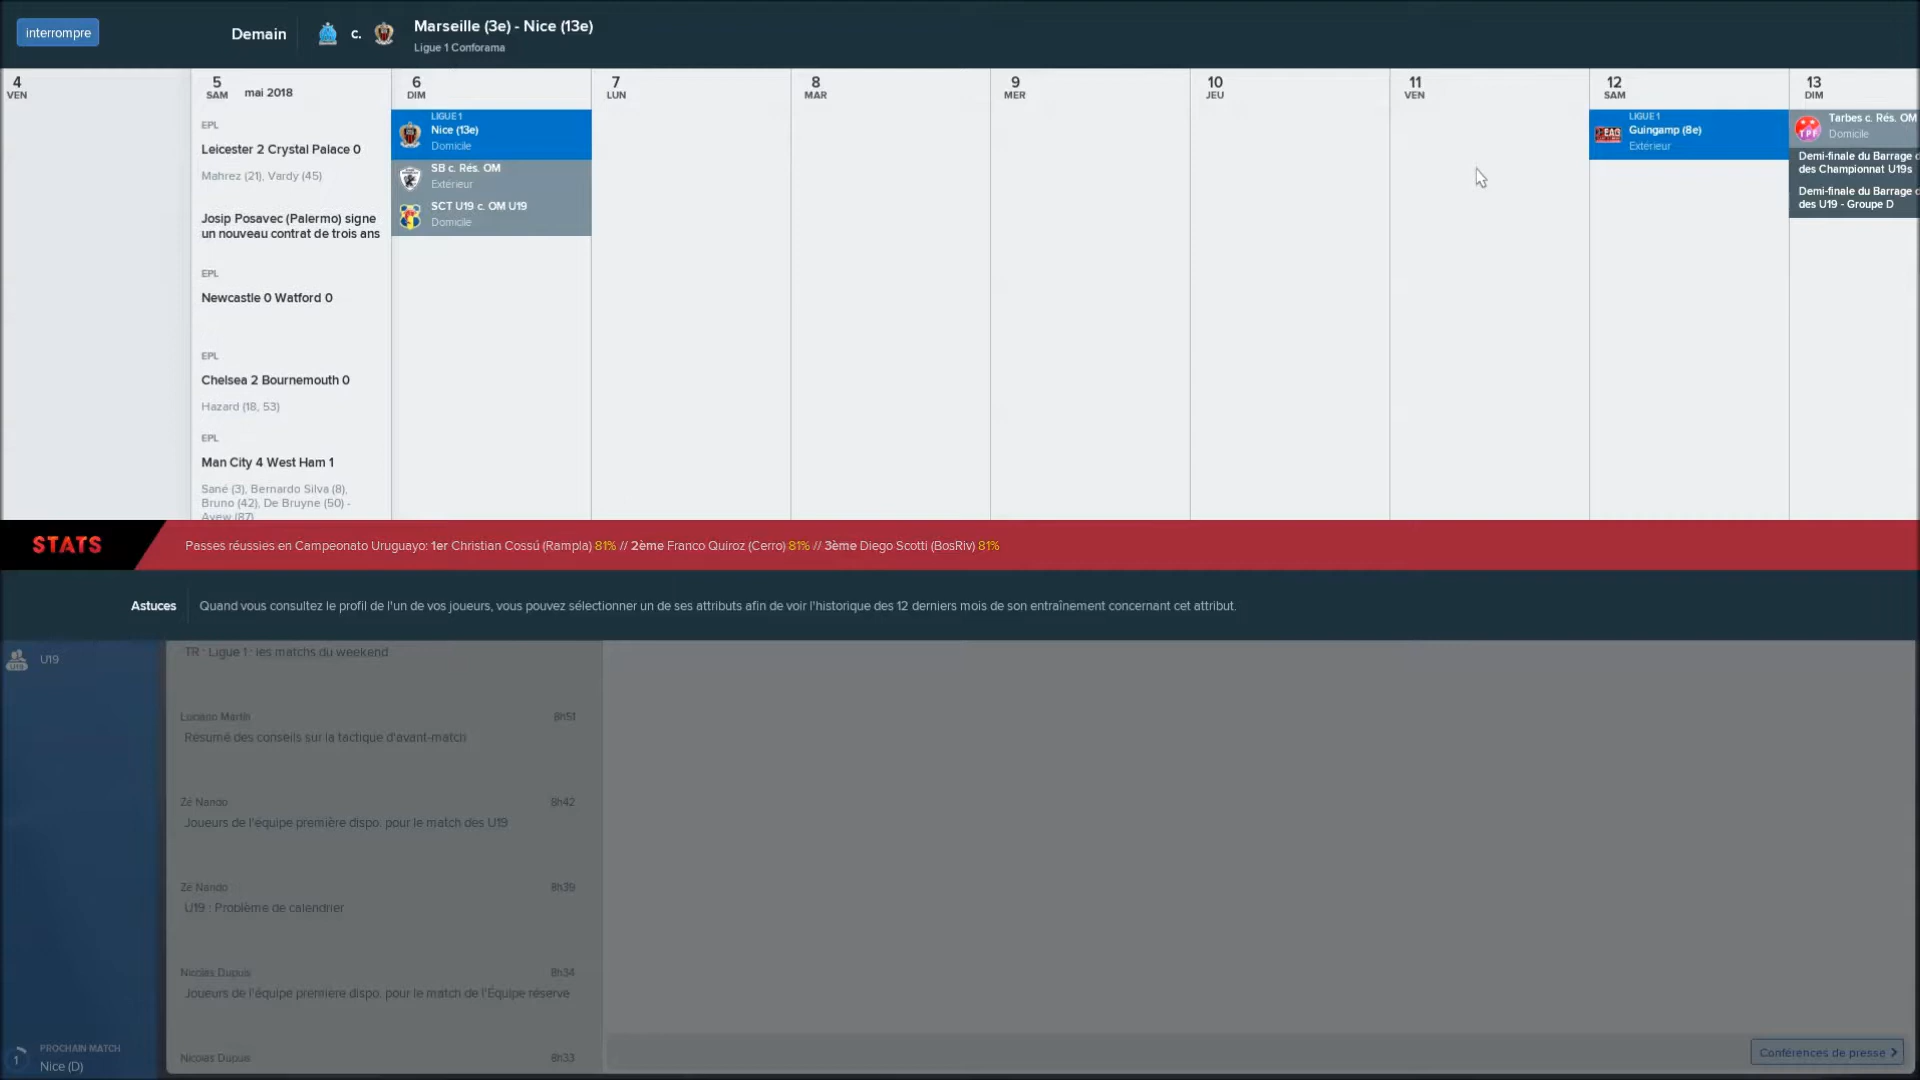 interrompre
Demain
c.
Marseille (3e) - Nice (13e)
Ligue 1 Conforama
4
VEN
5
SAM
mai 2018
6
DIM
7
LUN
8
MAR
9
MER
10
JEU
11
VEN
12
SAM
13
DIM
EPL
Leicester 2 Crystal Palace 0
Mahrez (21), Vardy (45)
Josip Posavec (Palermo) signe
un nouveau contrat de trois ans
EPL
Newcastle 0 Watford 0
EPL
Chelsea 2 Bournemouth 0
Hazard (18, 53)
EPL
Man City 4 West Ham 1
Sané (3), Bernardo Silva (8),
Bruno (42), De Bruyne (50) -
Ayew (87)
LIGUE 1
Nice (13e)
Domicile
SB c. Rés. OM
Extérieur
SCT U19 c. OM U19
Domicile
LIGUE 1
Guingamp (8e)
Extérieur
Tarbes c. Rés. OM
Domicile
Demi-finale du Barrage
des Championnat U19s
Demi-finale du Barrage
des U19 - Groupe D
STATS
Passes réussies en Campeonato Uruguayo: 1er Christian Cossú (Rampla) 81% // 2ème Franco Quiroz (Cerro) 81% // 3ème Diego Scotti (BosRiv) 81%
Astuces
Quand vous consultez le profil de l'un de vos joueurs, vous pouvez sélectionner un de ses attributs afin de voir l'historique des 12 derniers mois de son entraînement concernant cet attribut.
U19
TR : Ligue 1 : les matchs du weekend
Luciano Martín 8h51
Résumé des conseils sur la tactique d'avant-match
Zé Nando 8h42
Joueurs de l'équipe première dispo. pour le match des U19
Zé Nando 8h39
U19 : Problème de calendrier
Nicolas Dupuis 8h34
Joueurs de l'équipe première dispo. pour le match de l'Équipe réserve
Nicolas Dupuis 8h33
1
PROCHAIN MATCH
Nice (D)
Conférences de presse